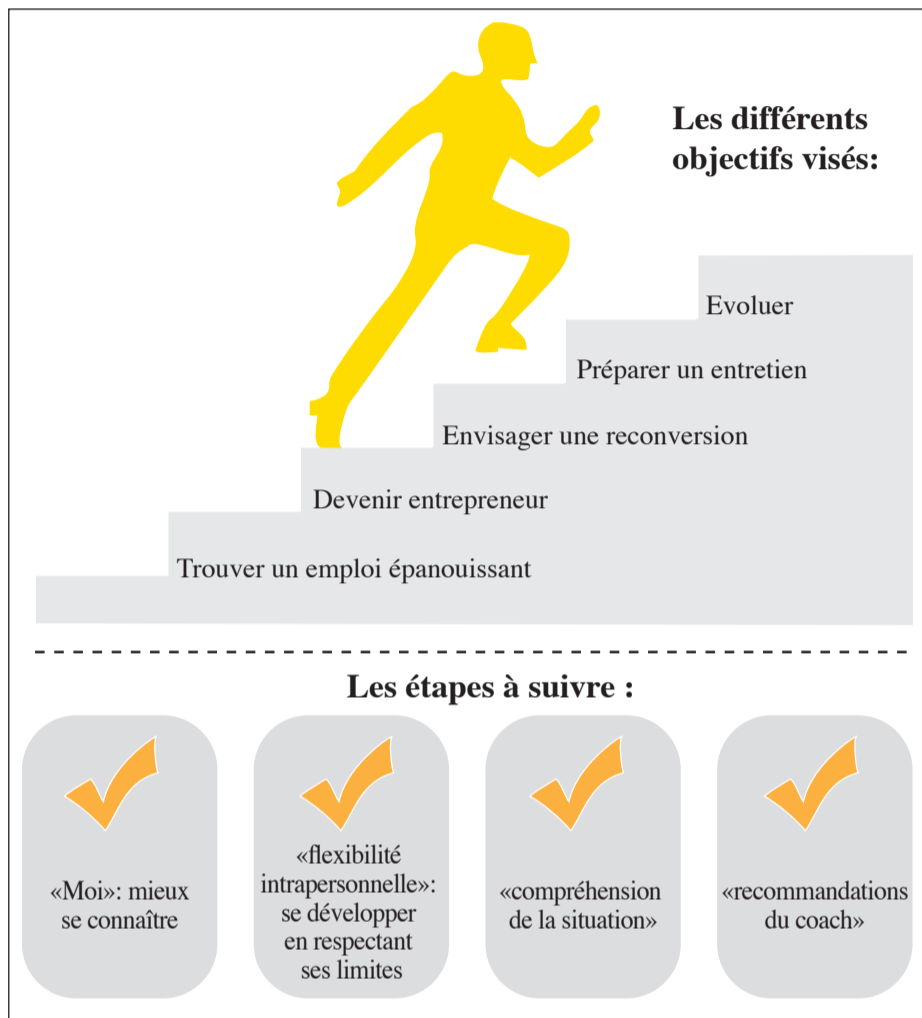 Les différents
objectifs visés:
Evoluer
Préparer un entretien
Envisager une reconversion
Devenir entrepreneur
Trouver un emploi épanouissant
Les étapes à suivre :
«Moi»: mieux
se connaître
«flexibilité
intrapersonnelle»:
se développer
en respectant
ses limites
«compréhension
de la situation»
«recommandations
du coach»